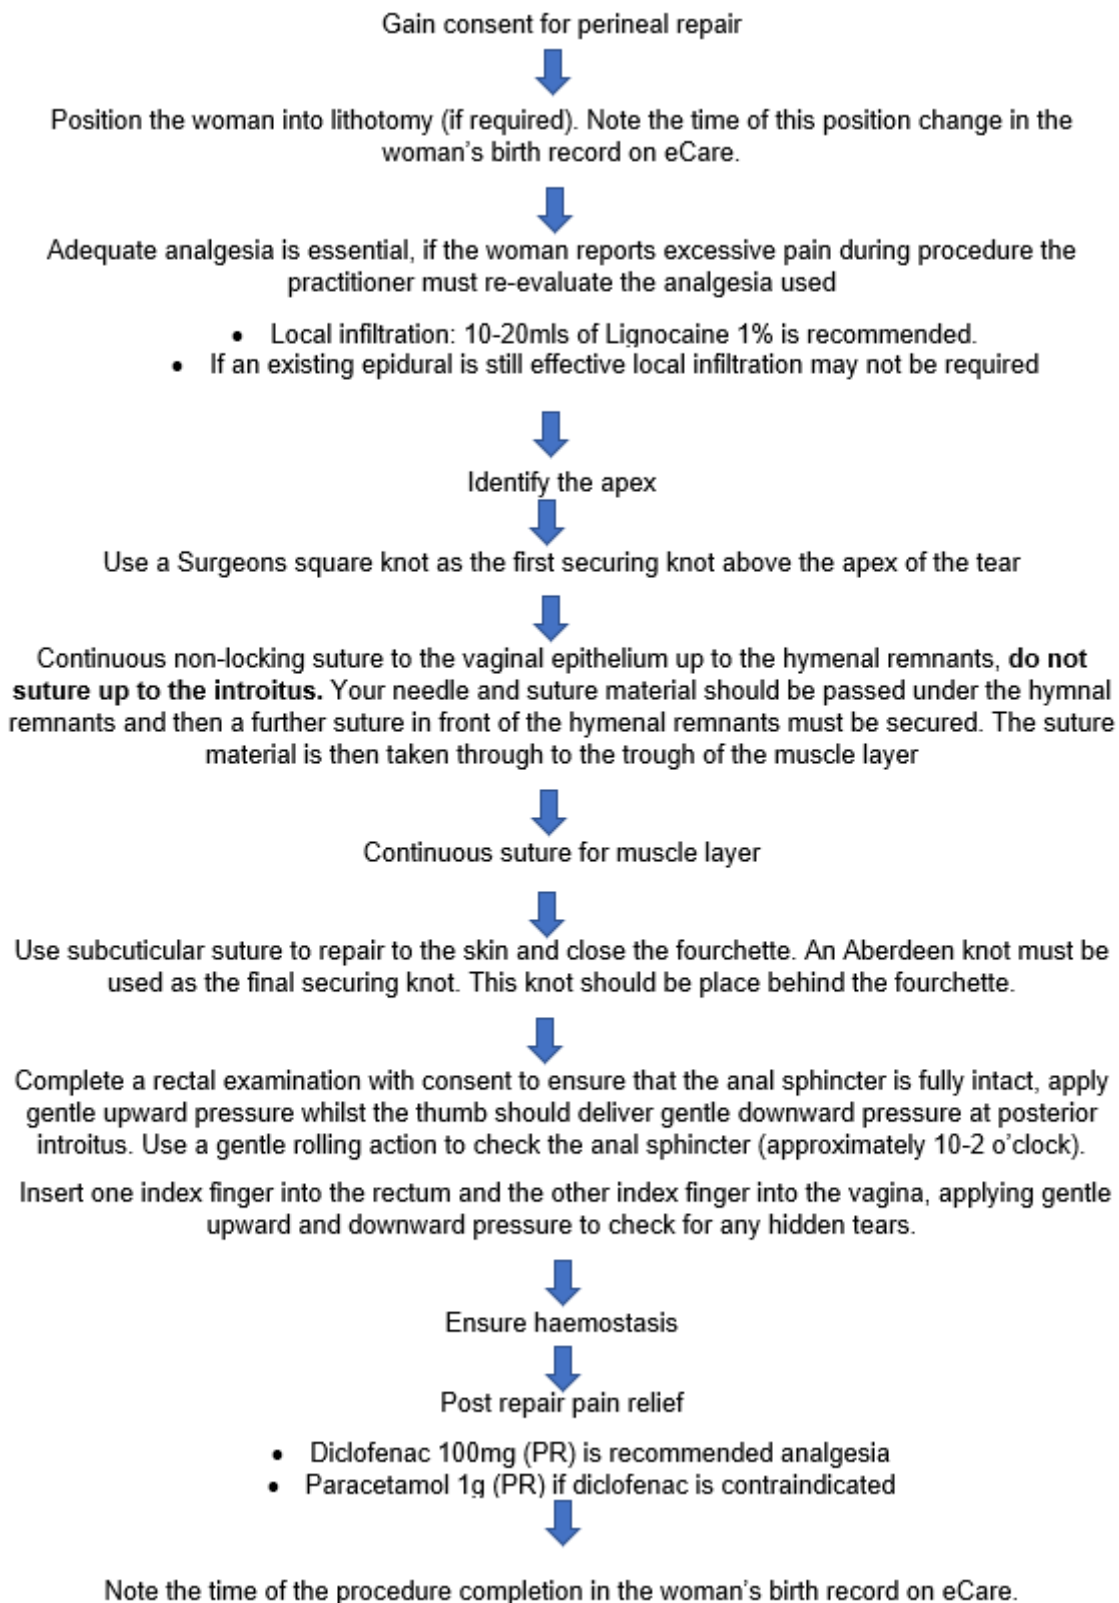 Gain consent for perineal repair
Position the woman into lithotomy (if required). Note the time of this position change in the
woman's birth record on eCare.
Adequate analgesia is essential, if the woman reports excessive pain during procedure the
practitioner must re-evaluate the analgesia used
• Local infiltration: 10-20mls of Lignocaine 1% is recommended.
• If an existing epidural is still effective local infiltration may not be required
Identify the apex
Use a Surgeons square knot as the first securing knot above the apex of the tear
Continuous non-locking suture to the vaginal epithelium up to the hymenal remnants, do not
suture up to the introitus. Your needle and suture material should be passed under the hymnal
remnants and then a further suture in front of the hymenal remnants must be secured. The suture
material is then taken through to the trough of the muscle layer
Continuous suture for muscle layer
Use subcuticular suture to repair to the skin and close the fourchette. An Aberdeen knot must be
used as the final securing knot. This knot should be place behind the fourchette.
Complete a rectal examination with consent to ensure that the anal sphincter is fully intact, apply
gentle upward pressure whilst the thumb should deliver gentle downward pressure at posterior
introitus. Use a gentle rolling action to check the anal sphincter (approximately 10-2 o'clock).
Insert one index finger into the rectum and the other index finger into the vagina, applying gentle
upward and downward pressure to check for any hidden tears.
Ensure haemostasis
Post repair pain relief
• Diclofenac 100mg (PR) is recommended analgesia
• Paracetamol 1g (PR) if diclofenac is contraindicated
Note the time of the procedure completion in the woman's birth record on eCare.